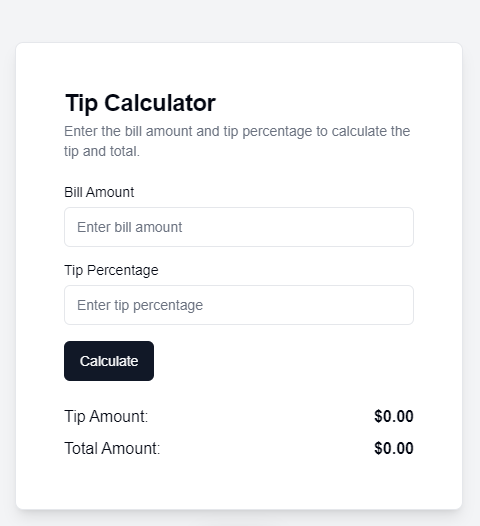 Tip Calculator
Enter the bill amount and tip percentage to calculate the
tip and total.
Bill Amount
Enter bill amount
Tip Percentage
Enter tip percentage
Calculate
Tip Amount: $0.00
Total Amount: $0.00